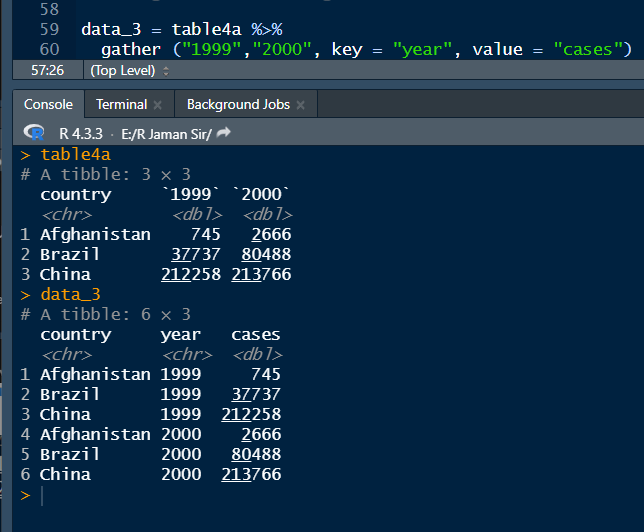 58
59 data_3 = table4a %>%
60 gather ("1999","2000", key = "year", value = "cases")
57:26 (Top Level)
Console Terminal × Background Jobs ×
R 4.3.3 · E:/R Jaman Sir/
> table4a
# A tibble: 3 × 3
country `1999` `2000`
<chr> <dbl> <dbl>
1 Afghanistan 745 2666
2 Brazil 37737 80488
3 China 212258 213766
> data_3
# A tibble: 6 × 3
country year cases
<chr> <chr> <dbl>
1 Afghanistan 1999 745
2 Brazil 1999 37737
3 China 1999 212258
4 Afghanistan 2000 2666
5 Brazil 2000 80488
6 China 2000 213766
>